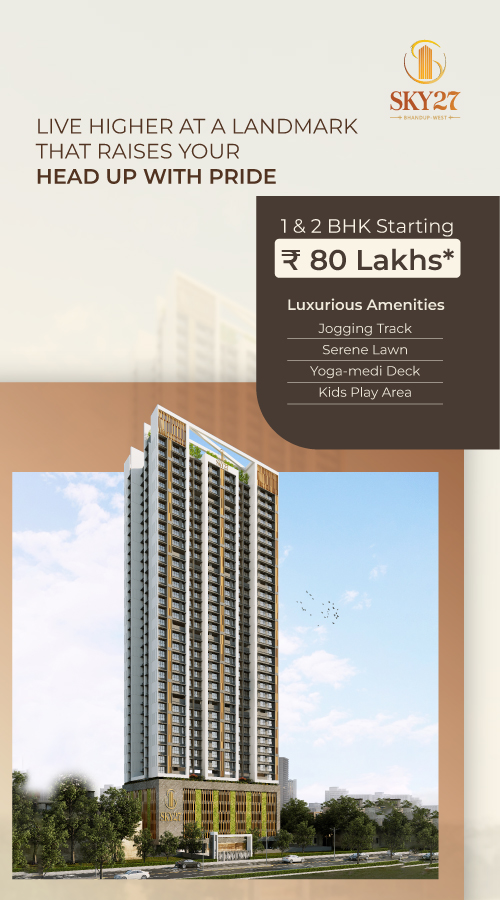 SKY27
BHANDUP-WEST
LIVE HIGHER AT A LANDMARK
THAT RAISES YOUR
HEAD UP WITH PRIDE
1 & 2 BHK Starting
₹ 80 Lakhs*
Luxurious Amenities
Jogging Track
Serene Lawn
Yoga-medi Deck
Kids Play Area
SKY27